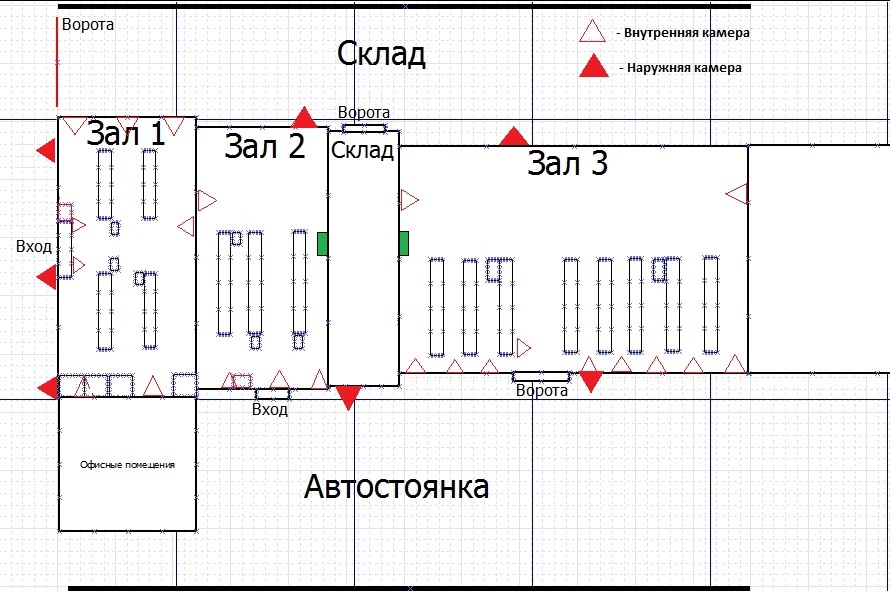 Ворота
- Внутренняя камера
Склад
- Наружняя камера
Ворота
Зал 1
Зал 2
Склад
Зал 3
Вход
Ворота
Вход
Офисные помещения
Автостоянка